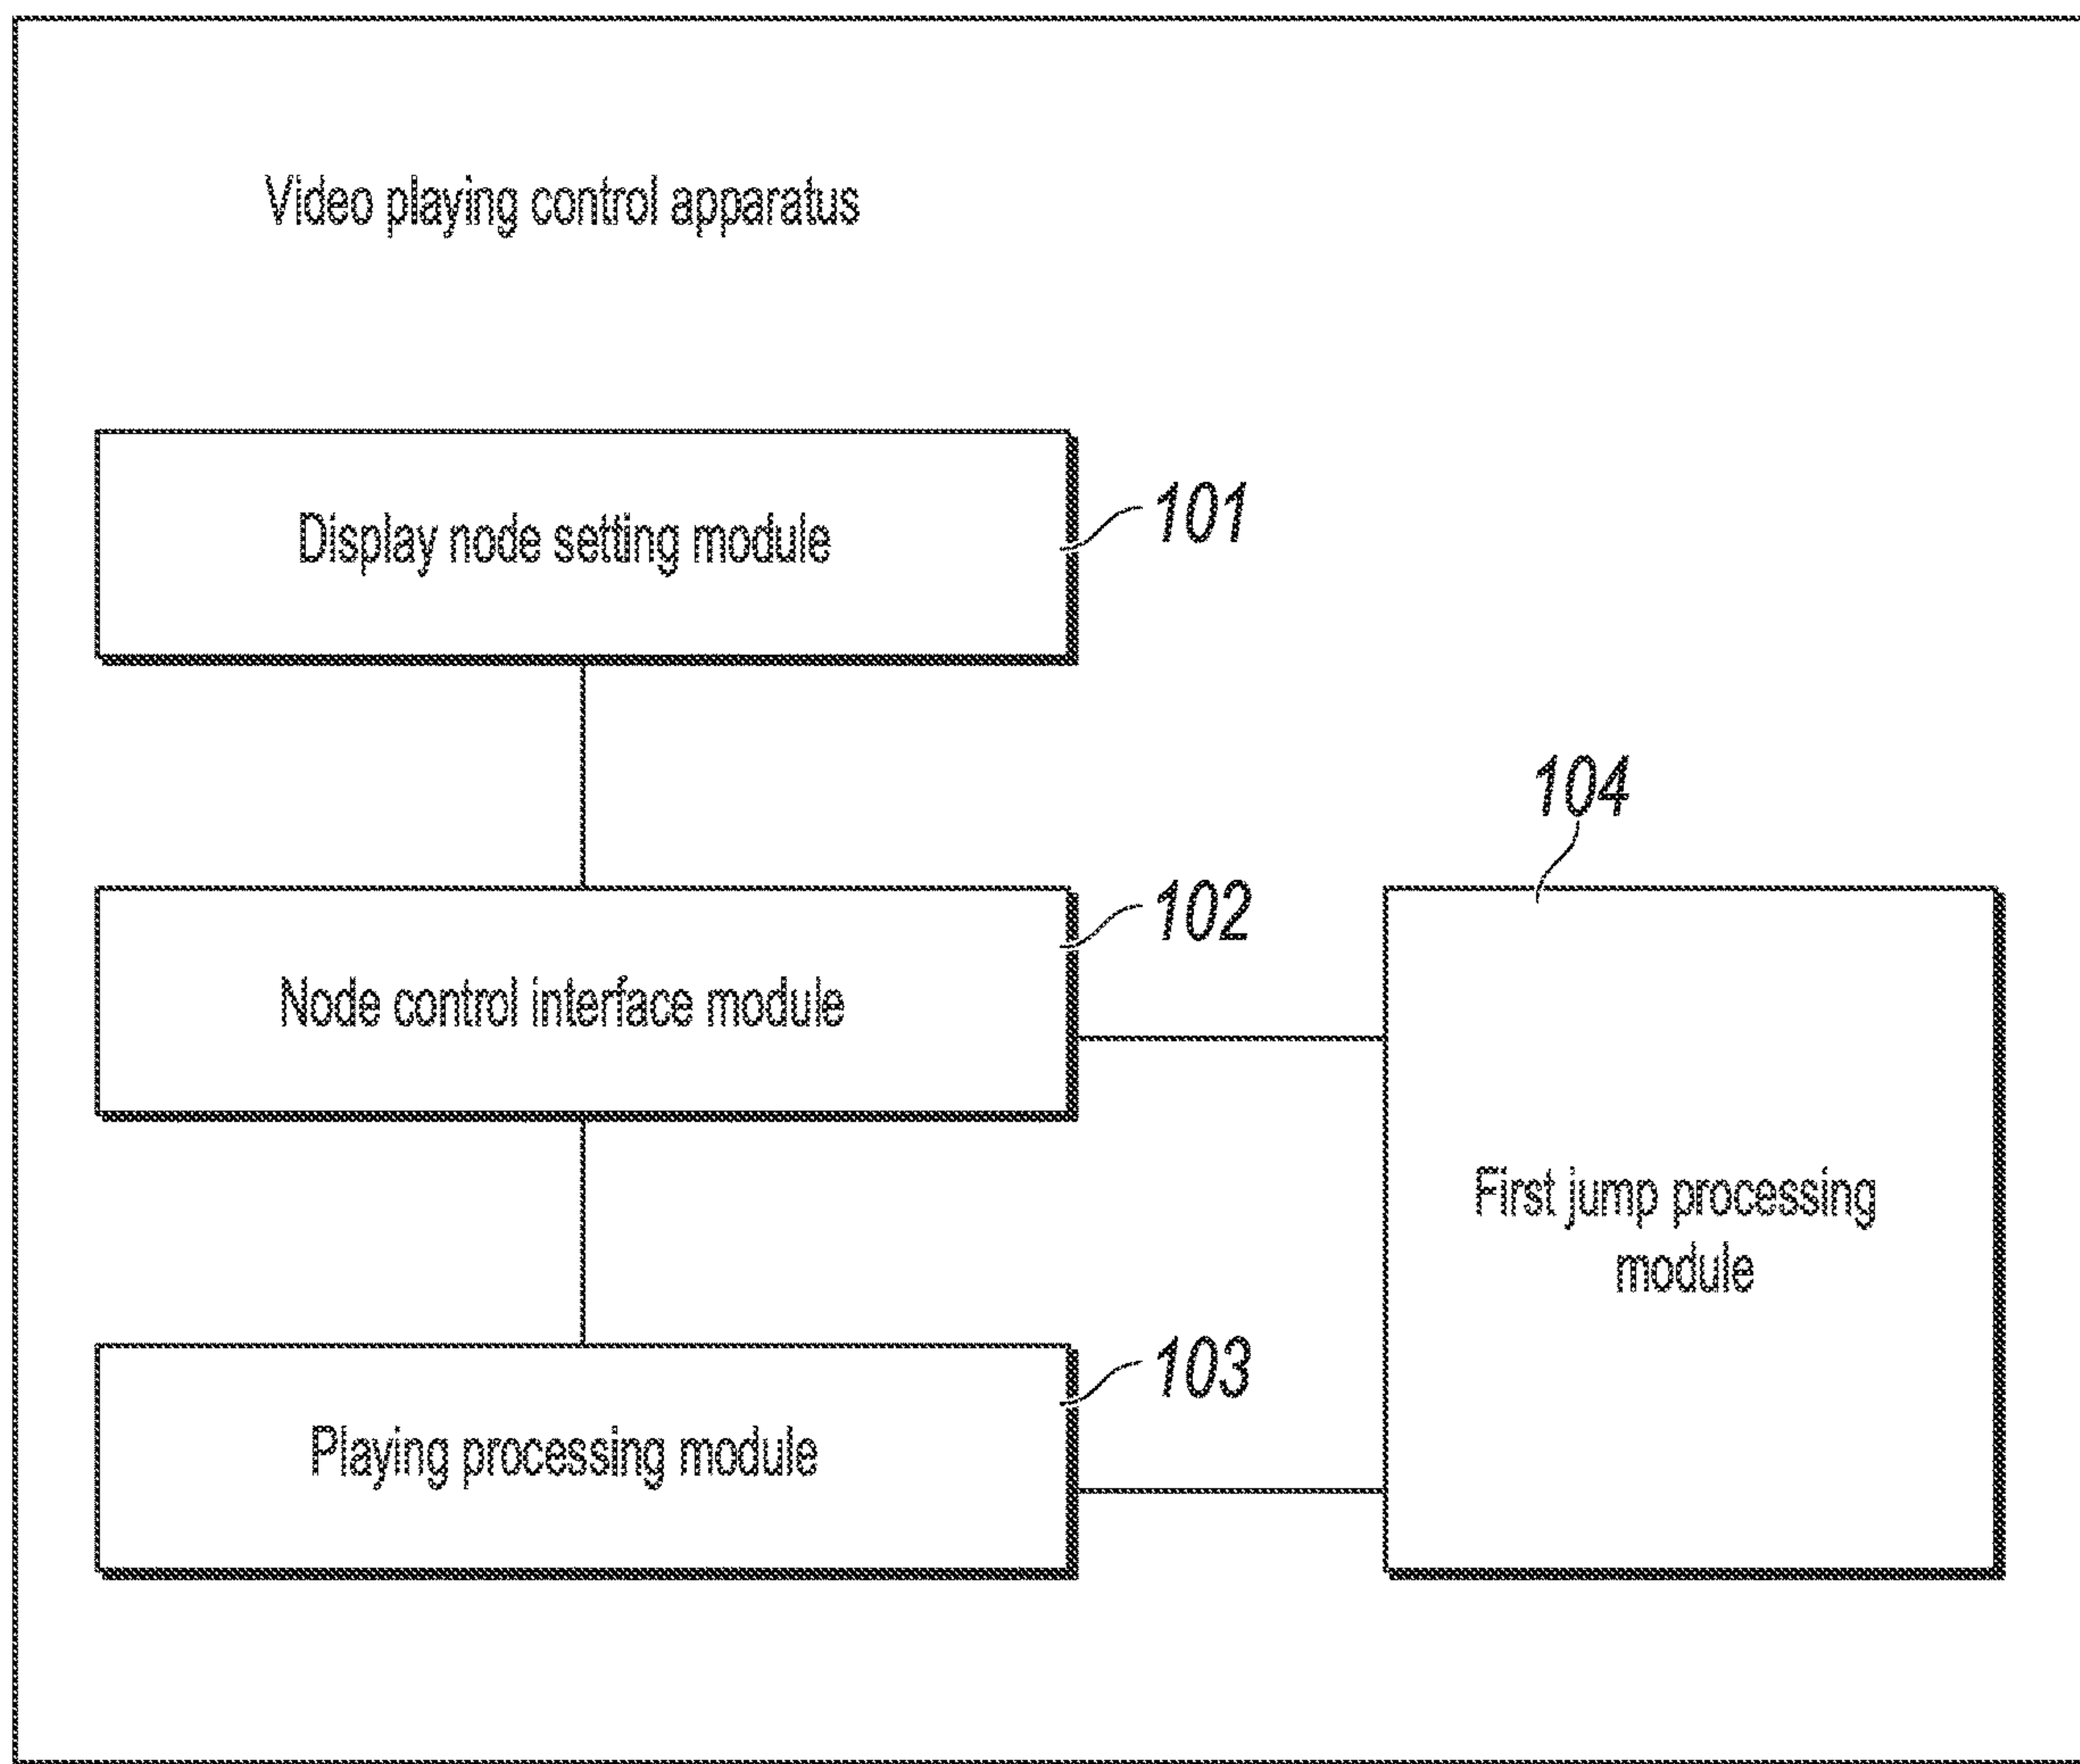 Video playing control apparatus
Display node setting module
101
104
102
Node control interface module
First jump processing
module
103
Playing processing module